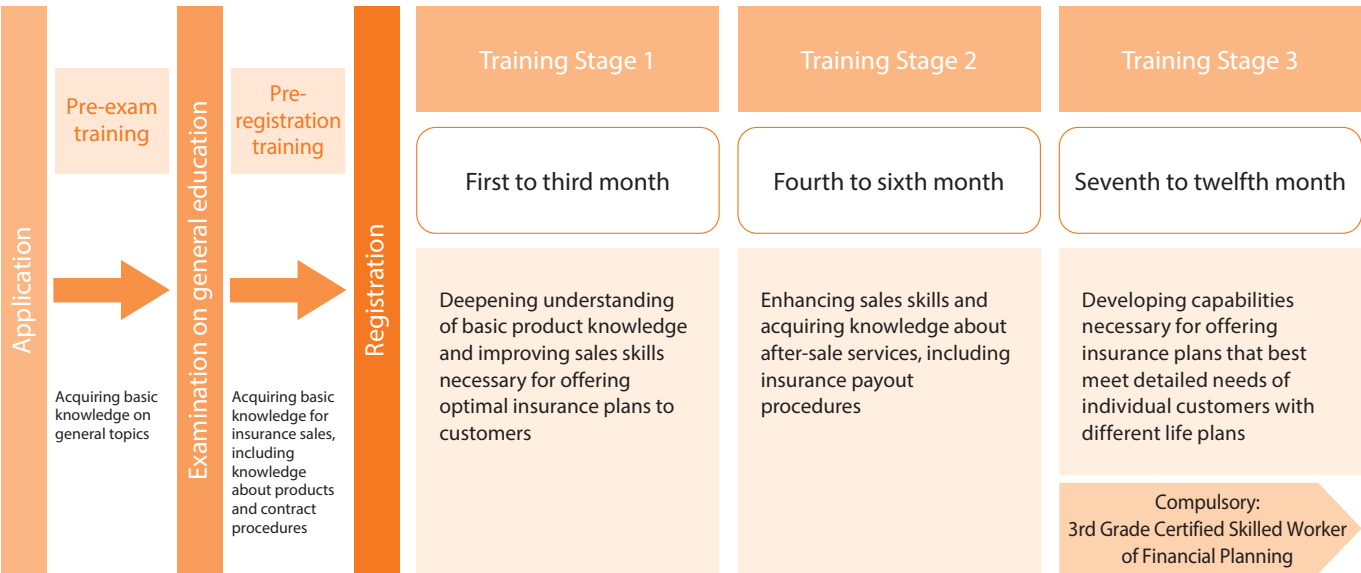 Application
Pre-exam
training
Acquiring basic
knowledge on
general topics
Examination on general education
Pre-
registration
training
Acquiring basic
knowledge for
insurance sales,
including
knowledge
about products
and contract
procedures
Registration
Training Stage 1
First to third month
Deepening understanding
of basic product knowledge
and improving sales skills
necessary for offering
optimal insurance plans to
customers
Training Stage 2
Fourth to sixth month
Enhancing sales skills and
acquiring knowledge about
after-sale services, including
insurance payout
procedures
Training Stage 3
Seventh to twelfth month
Developing capabilities
necessary for offering
insurance plans that best
meet detailed needs of
individual customers with
different life plans
Compulsory:
3rd Grade Certified Skilled Worker
of Financial Planning